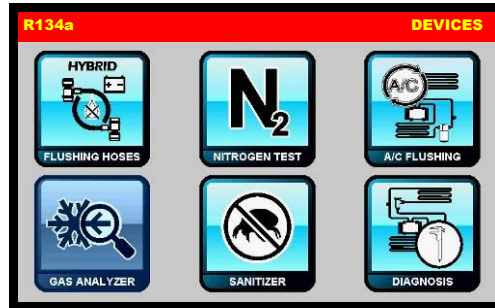 R134a DEVICES
HYBRID
FLUSHING HOSES
N2
NITROGEN TEST
A/C
A/C FLUSHING
GAS ANALYZER
SANITIZER
DIAGNOSIS